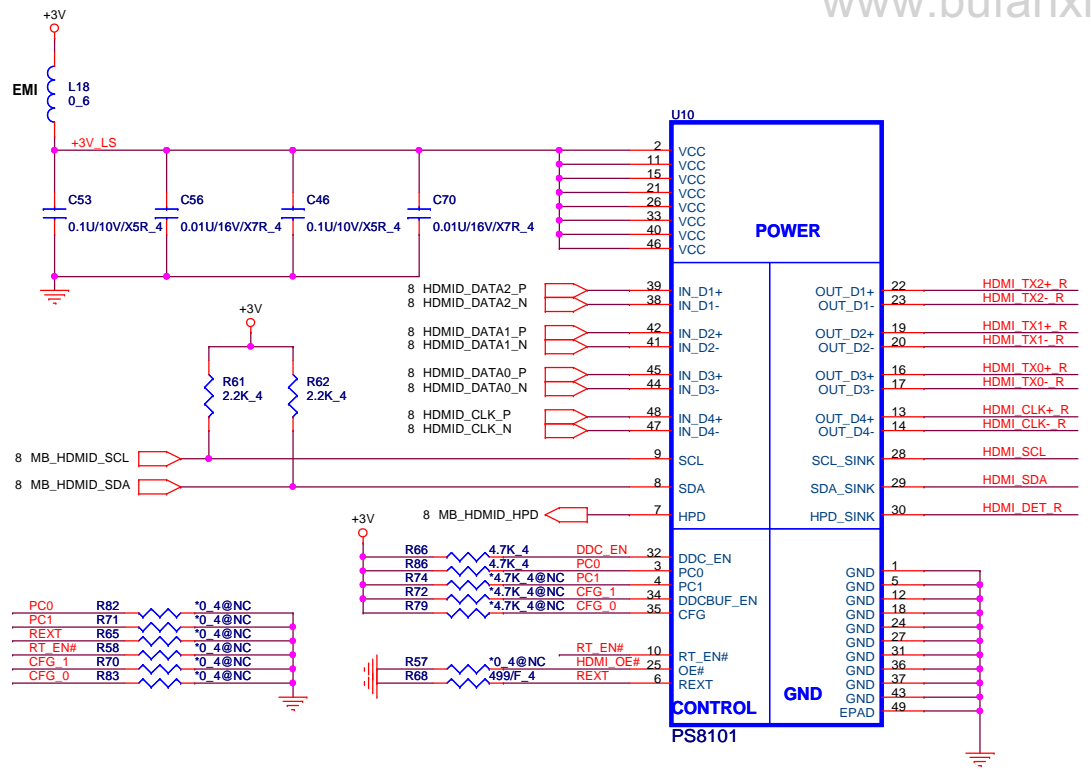 www.bufanxi
+3V
EMI
L18
0_6
+3V_LS
C53
0.1U/10V/X5R_4
C56
0.01U/16V/X7R_4
C46
0.1U/10V/X5R_4
C70
0.01U/16V/X7R_4
U10
2 VCC
11 VCC
15 VCC
21 VCC
26 VCC
33 VCC
40 VCC
46 VCC
POWER
8 HDMID_DATA2_P 39 IN_D1+ OUT_D1+ 22 HDMI_TX2+_R
8 HDMID_DATA2_N 38 IN_D1- OUT_D1- 23 HDMI_TX2-_R
8 HDMID_DATA1_P 42 IN_D2+ OUT_D2+ 19 HDMI_TX1+_R
8 HDMID_DATA1_N 41 IN_D2- OUT_D2- 20 HDMI_TX1-_R
8 HDMID_DATA0_P 45 IN_D3+ OUT_D3+ 16 HDMI_TX0+_R
8 HDMID_DATA0_N 44 IN_D3- OUT_D3- 17 HDMI_TX0-_R
8 HDMID_CLK_P 48 IN_D4+ OUT_D4+ 13 HDMI_CLK+_R
8 HDMID_CLK_N 47 IN_D4- OUT_D4- 14 HDMI_CLK-_R
+3V
R61
2.2K_4
R62
2.2K_4
8 MB_HDMID_SCL 9 SCL SCL_SINK 28 HDMI_SCL
8 MB_HDMID_SDA 8 SDA SDA_SINK 29 HDMI_SDA
8 MB_HDMID_HPD 7 HPD HPD_SINK 30 HDMI_DET_R
+3V
R66 4.7K_4 DDC_EN 32 DDC_EN
R86 4.7K_4 PC0 3 PC0
R74 *4.7K_4@NC PC1 4 PC1
R72 *4.7K_4@NC CFG_1 34 DDCBUF_EN
R79 *4.7K_4@NC CFG_0 35 CFG
GND 1
GND 5
GND 12
GND 18
GND 24
GND 27
GND 31
GND 36
GND 37
GND 43
EPAD 49
PC0 R82 *0_4@NC
PC1 R71 *0_4@NC
REXT R65 *0_4@NC
RT_EN# R58 *0_4@NC
CFG_1 R70 *0_4@NC
CFG_0 R83 *0_4@NC
RT_EN# 10 RT_EN#
R57 *0_4@NC HDMI_OE# 25 OE#
R68 499/F_4 REXT 6 REXT
CONTROL
GND
PS8101